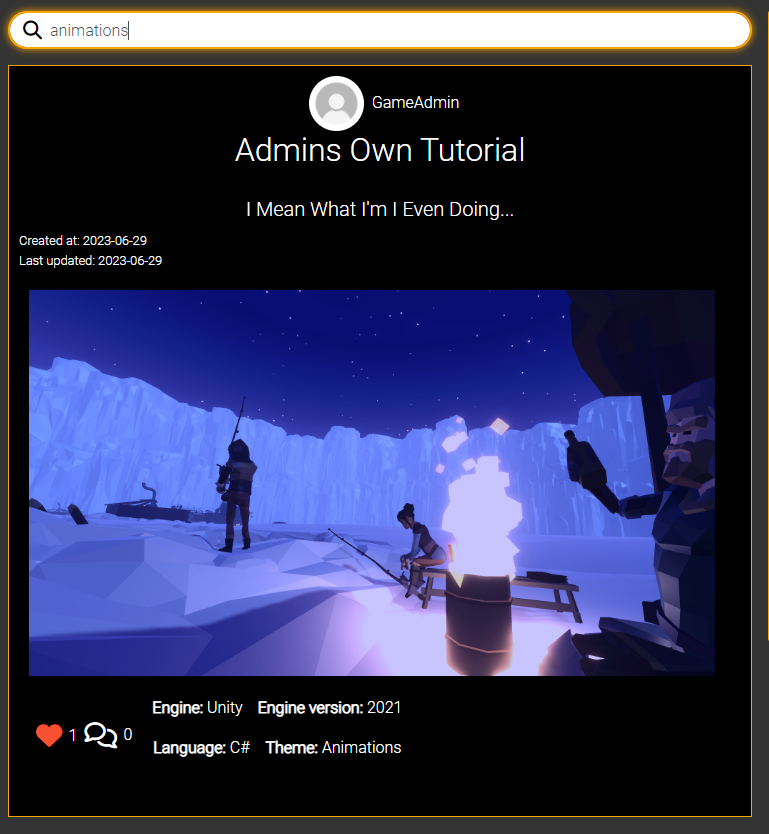 animations
GameAdmin
Admins Own Tutorial
I Mean What I'm I Even Doing...
Created at: 2023-06-29
Last updated: 2023-06-29
1 0
Engine: Unity Engine version: 2021
Language: C# Theme: Animations